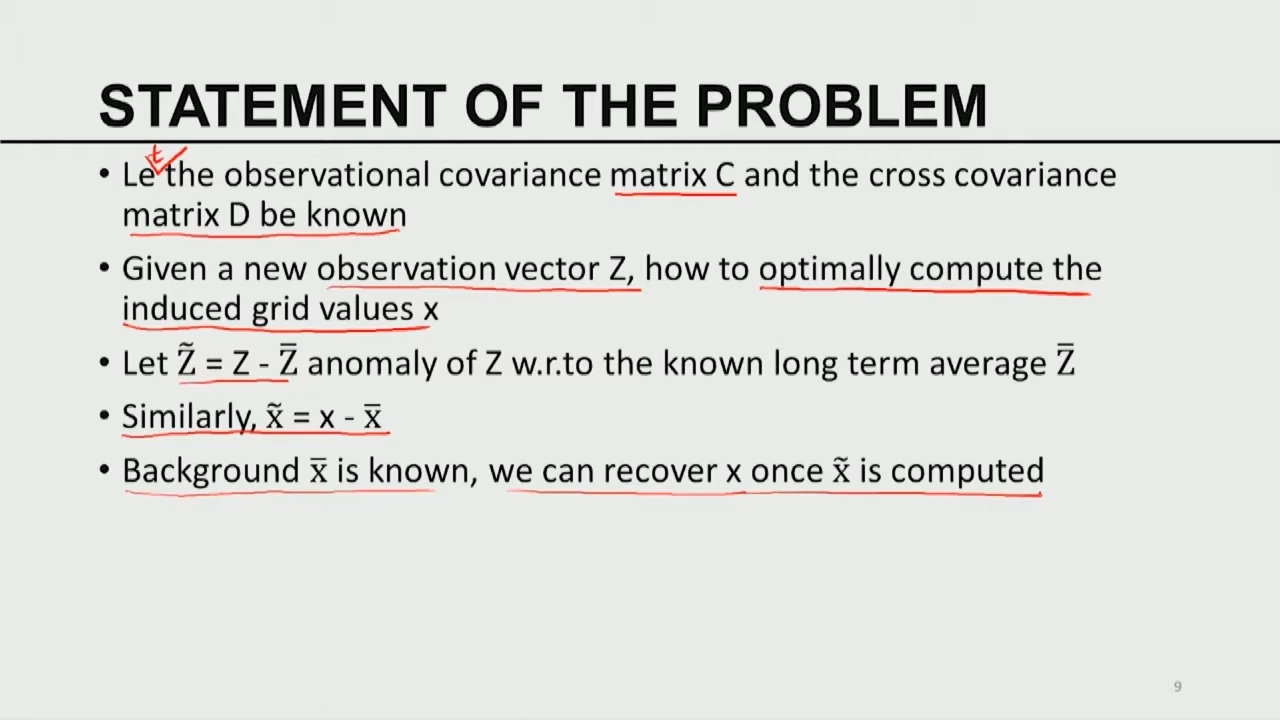 STATEMENT OF THE PROBLEM
t
• Le the observational covariance matrix C and the cross covariance
matrix D be known
• Given a new observation vector Z, how to optimally compute the
induced grid values x
• Let Z̃ = Z - Z̅ anomaly of Z w.r.to the known long term average Z̅
• Similarly, x̃ = x - x̅
• Background x̅ is known, we can recover x once x̃ is computed
9